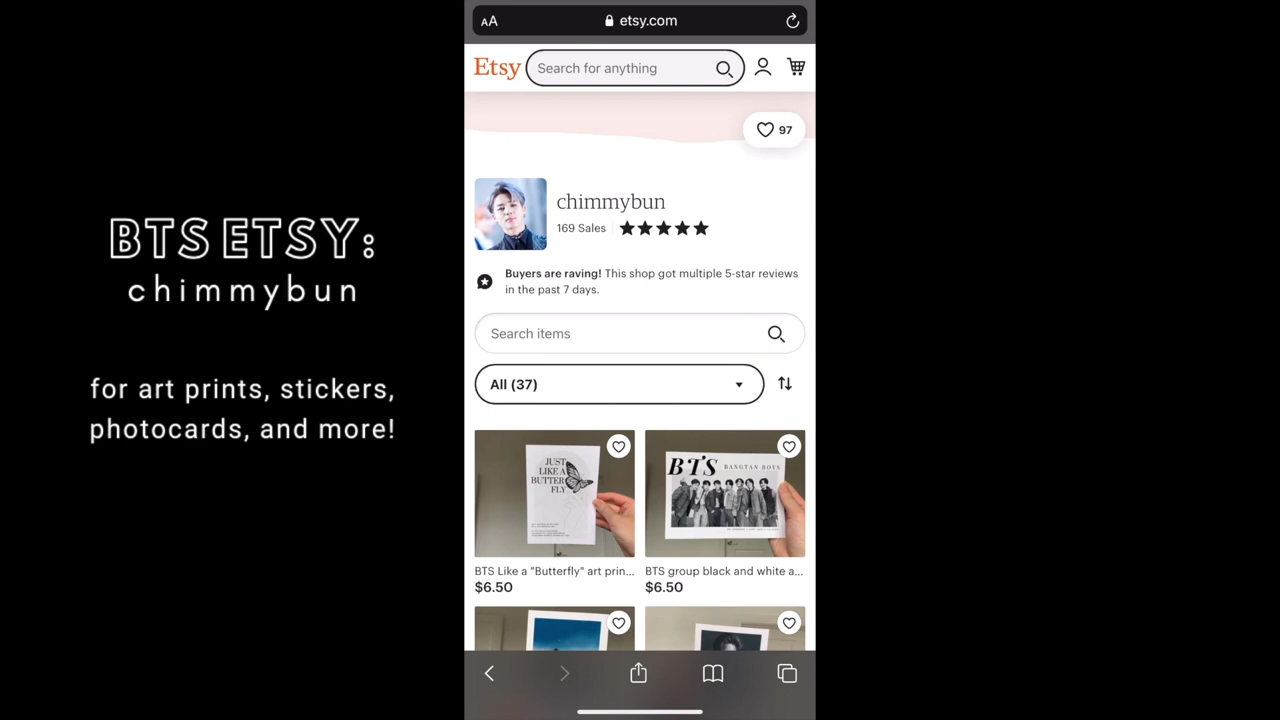 AA
etsy.com
Etsy
Search for anything
97
BTS ETSY:
chimmybun
for art prints, stickers,
photocards, and more!
chimmybun
169 Sales
Buyers are raving! This shop got multiple 5-star reviews
in the past 7 days.
Search items
All (37)
JUST
LIKE A
BUTTER
FLY
BTS BANGTAN BOYS
BTS Like a "Butterfly" art prin...
$6.50
BTS group black and white a...
$6.50